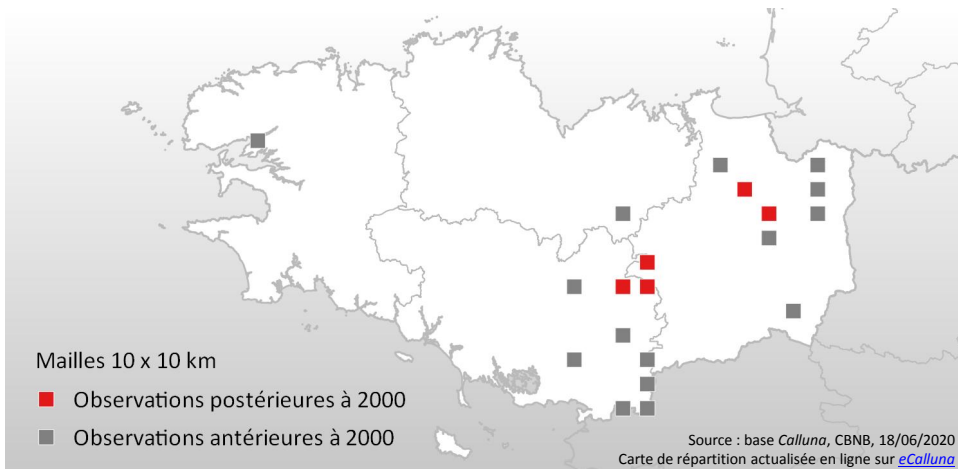 Mailles 10 x 10 km
Observations postérieures à 2000
Observations antérieures à 2000
Source : base Calluna, CBNB, 18/06/2020
Carte de répartition actualisée en ligne sur eCalluna